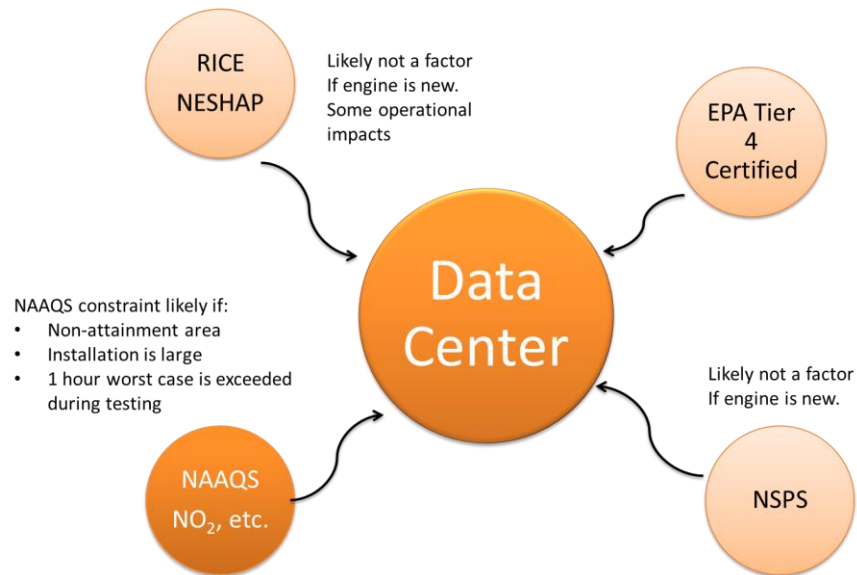 RICE
NESHAP
Likely not a factor
If engine is new.
Some operational
impacts
EPA Tier
4
Certified
Data
Center
NAAQS constraint likely if:
• Non-attainment area
• Installation is large
• 1 hour worst case is exceeded
during testing
Likely not a factor
If engine is new.
NAAQS
NO₂, etc.
NSPS